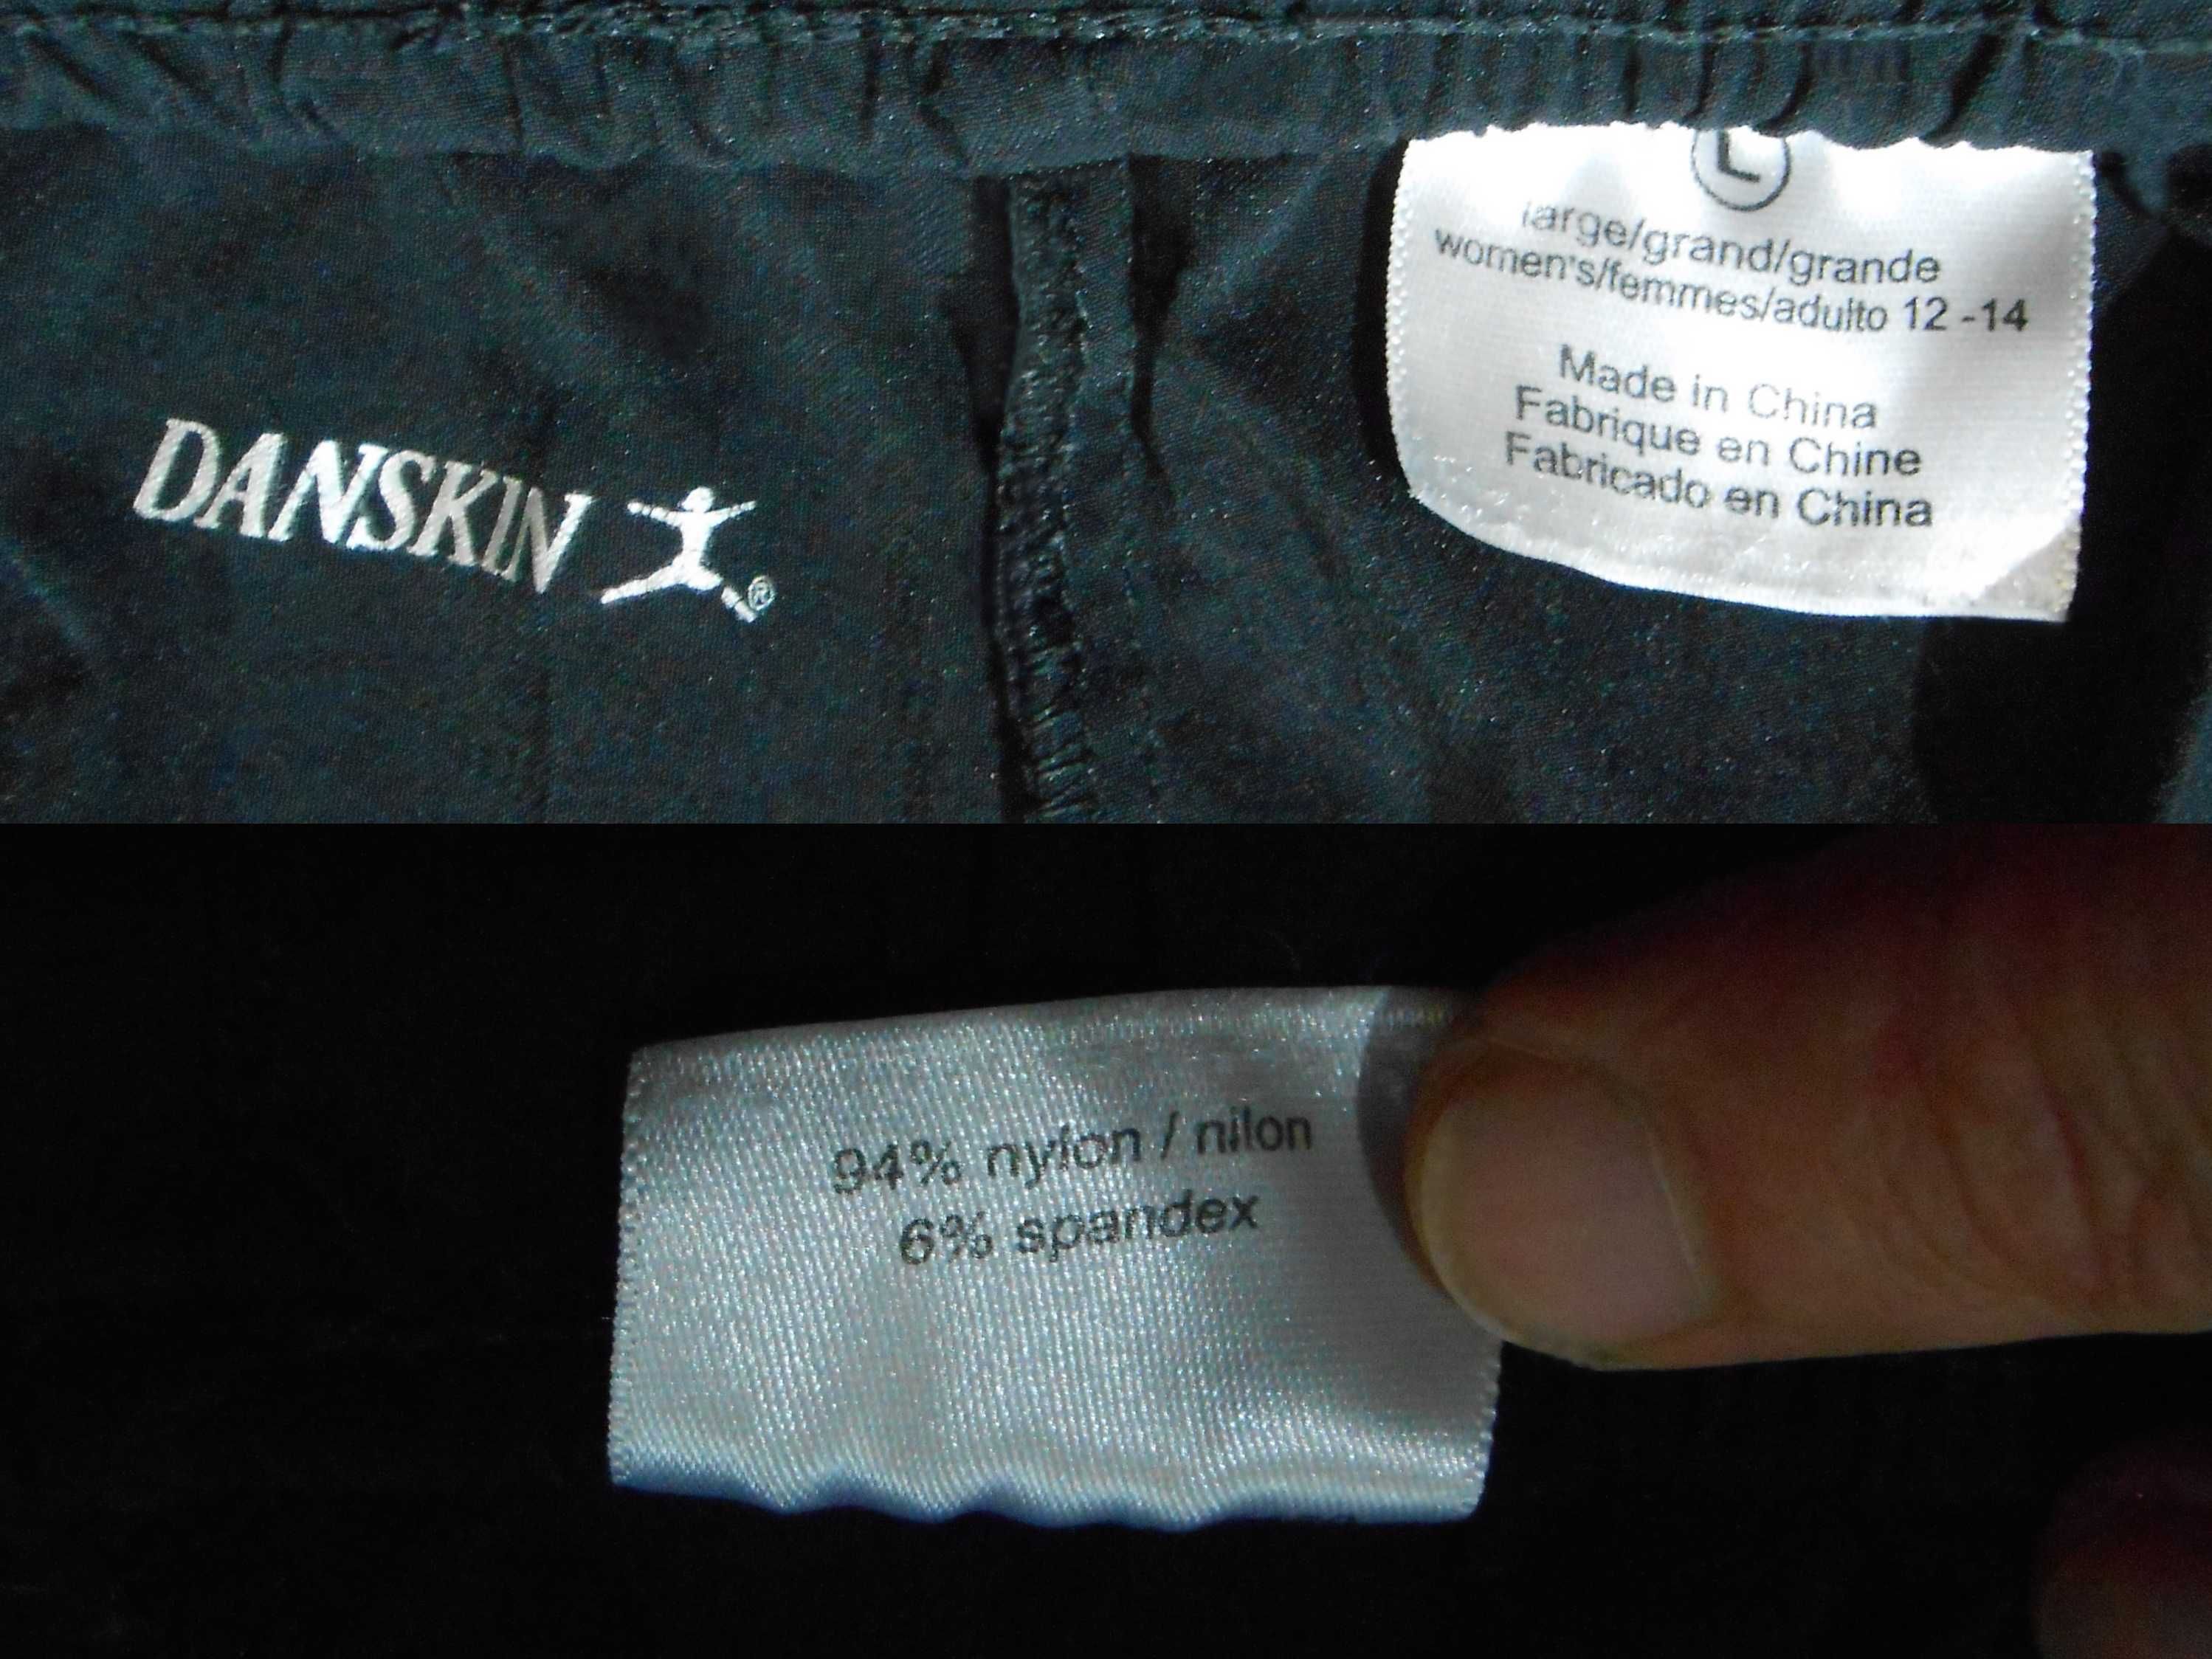 DANSKIN ®
L
large/grand/grande
women's/femmes/adulto 12 -14
Made in China
Fabrique en Chine
Fabricado en China
94% nylon / nilon
6% spandex